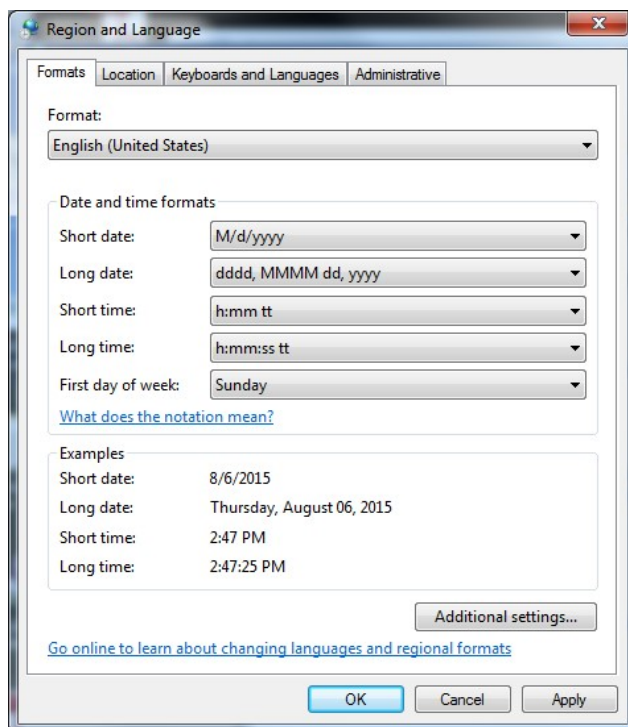 Region and Language
Formats Location Keyboards and Languages Administrative
Format:
English (United States)
Date and time formats
Short date: M/d/yyyy
Long date: dddd, MMMM dd, yyyy
Short time: h:mm tt
Long time: h:mm:ss tt
First day of week: Sunday
What does the notation mean?
Examples
Short date: 8/6/2015
Long date: Thursday, August 06, 2015
Short time: 2:47 PM
Long time: 2:47:25 PM
Additional settings...
Go online to learn about changing languages and regional formats
OK Cancel Apply